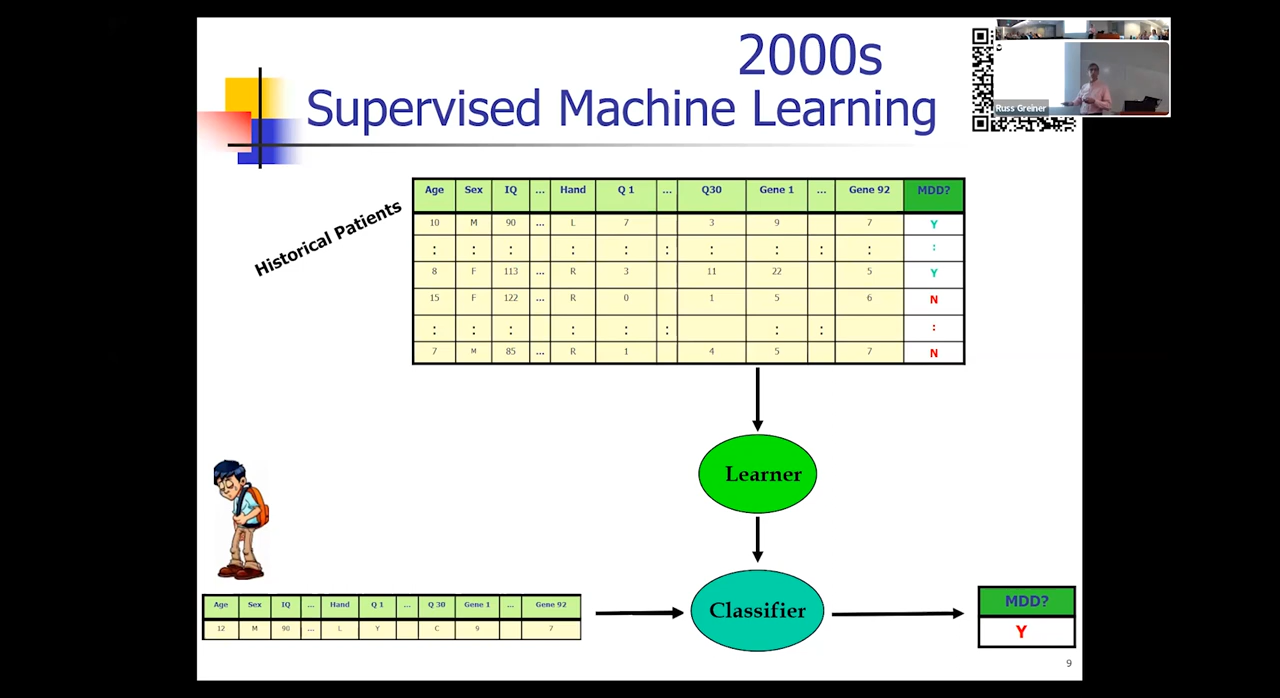 2000s
Supervised Machine Learning
Russ Greiner
Historical Patients
Age Sex IQ ... Hand Q 1 ... Q30 Gene 1 ... Gene 92 MDD?
10 M 90 ... L 7 3 9 7 Y
: : : : : : : : : : : :
8 F 113 ... R 3 11 22 5 Y
15 F 122 ... R 0 1 5 6 N
: : : : : : : : :
7 M 85 ... R 1 4 5 7 N
Learner
Age Sex IQ ... Hand Q 1 ... Q 30 Gene 1 ... Gene 92
12 M 90 ... L Y C 9 7
Classifier
MDD?
Y
9